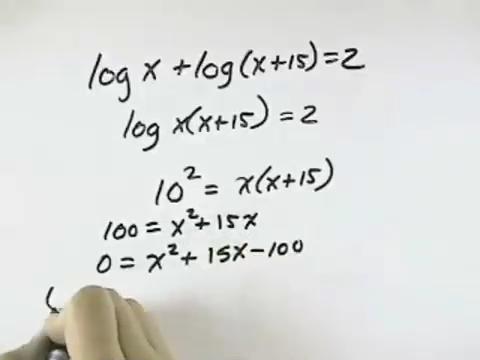 log x + log(x+15) = 2
log x(x+15) = 2
10² = x(x+15)
100 = x² + 15x
0 = x² + 15x - 100
(